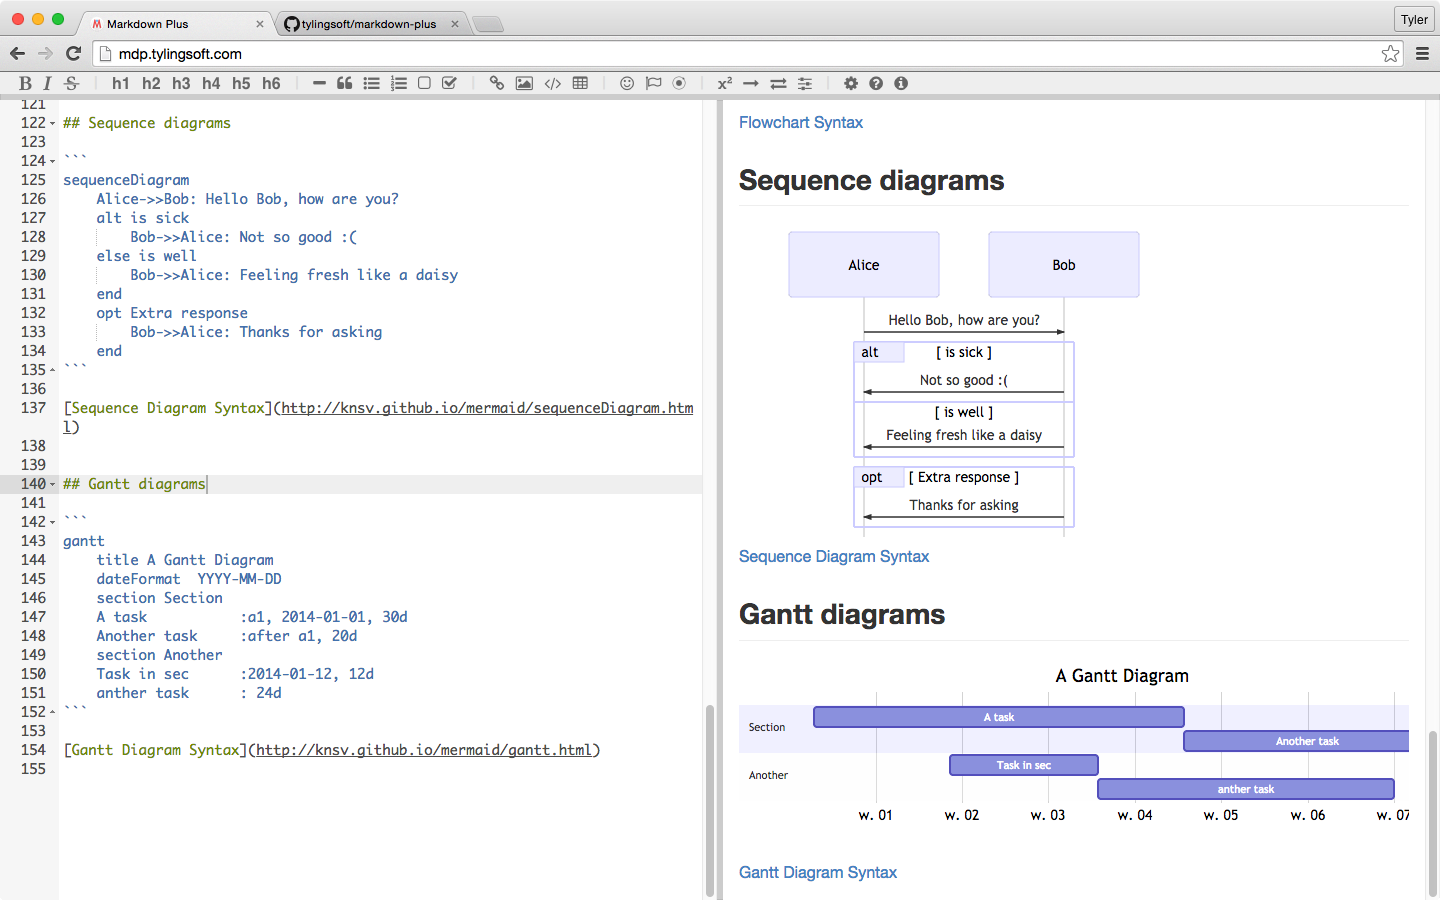 Markdown Plus
tylingsoft/markdown-plus
Tyler
mdp.tylingsoft.com
B I S h1 h2 h3 h4 h5 h6 x²
121
122 ## Sequence diagrams
123
124 ```
125 sequenceDiagram
126 Alice->>Bob: Hello Bob, how are you?
127 alt is sick
128 Bob->>Alice: Not so good :(
129 else is well
130 Bob->>Alice: Feeling fresh like a daisy
131 end
132 opt Extra response
133 Bob->>Alice: Thanks for asking
134 end
135 ```
136
137 [Sequence Diagram Syntax](http://knsv.github.io/mermaid/sequenceDiagram.htm
l)
138
139
140 ## Gantt diagrams
141
142 ```
143 gantt
144 title A Gantt Diagram
145 dateFormat  YYYY-MM-DD
146 section Section
147 A task           :a1, 2014-01-01, 30d
148 Another task     :after a1, 20d
149 section Another
150 Task in sec      :2014-01-12, 12d
151 anther task      : 24d
152 ```
153
154 [Gantt Diagram Syntax](http://knsv.github.io/mermaid/gantt.html)
155
Flowchart Syntax
Sequence diagrams
Alice Bob
Hello Bob, how are you?
alt [ is sick ]
Not so good :(
[ is well ]
Feeling fresh like a daisy
opt [ Extra response ]
Thanks for asking
Sequence Diagram Syntax
Gantt diagrams
A Gantt Diagram
A task
Section
Another task
Task in sec
Another
anther task
w. 01 w. 02 w. 03 w. 04 w. 05 w. 06 w. 07
Gantt Diagram Syntax